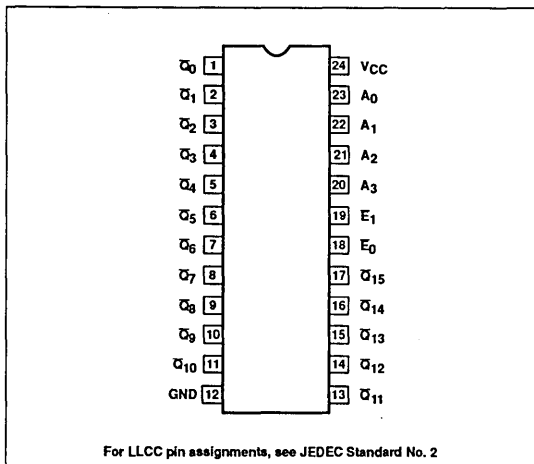 Q̅0 1 24 VCC
Q̅1 2 23 A0
Q̅2 3 22 A1
Q̅3 4 21 A2
Q̅4 5 20 A3
Q̅5 6 19 E̅1
Q̅6 7 18 E̅0
Q̅7 8 17 Q̅15
Q̅8 9 16 Q̅14
Q̅9 10 15 Q̅13
Q̅10 11 14 Q̅12
GND 12 13 Q̅11
For LLCC pin assignments, see JEDEC Standard No. 2